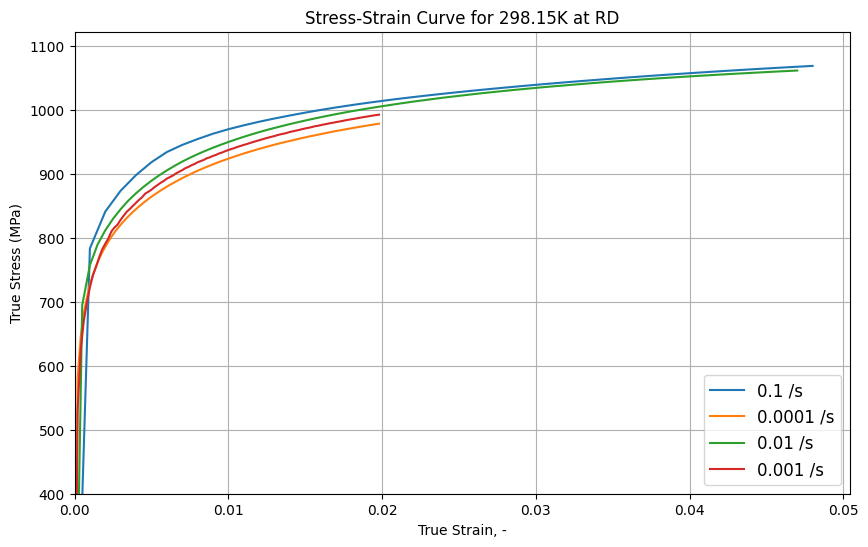 Stress-Strain Curve for 298.15K at RD
True Stress (MPa)
1100
1000
900
800
700
600
500
400
0.00
0.01
0.02
0.03
0.04
0.05
True Strain, -
0.1 /s
0.0001 /s
0.01 /s
0.001 /s